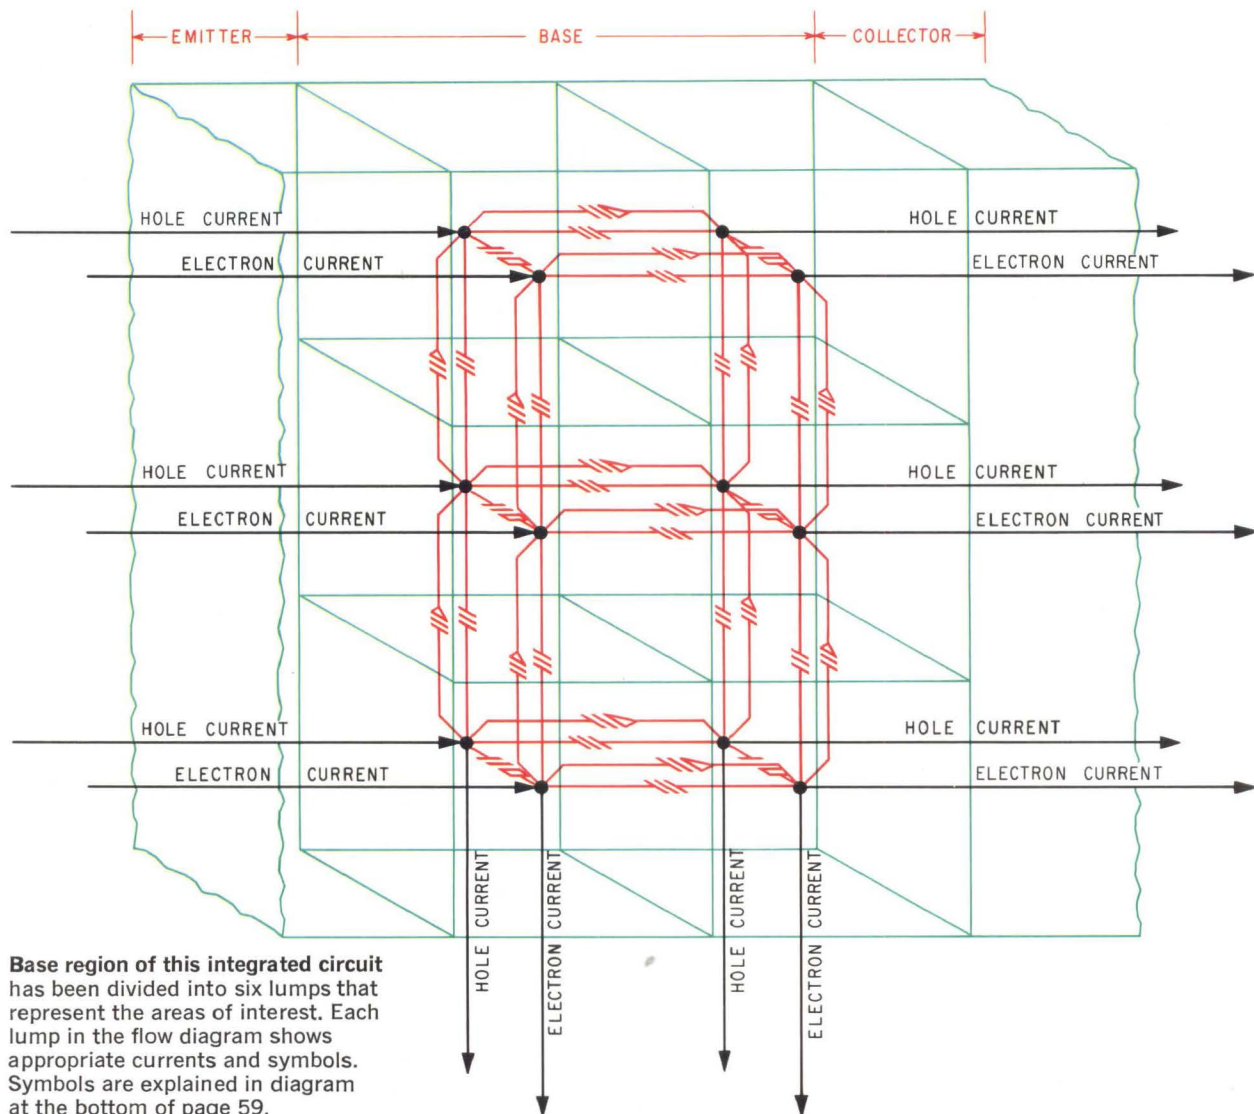 EMITTER BASE COLLECTOR
HOLE CURRENT HOLE CURRENT
ELECTRON CURRENT ELECTRON CURRENT
HOLE CURRENT HOLE CURRENT
ELECTRON CURRENT ELECTRON CURRENT
HOLE CURRENT HOLE CURRENT
ELECTRON CURRENT ELECTRON CURRENT
HOLE CURRENT
ELECTRON CURRENT
HOLE CURRENT
ELECTRON CURRENT
Base region of this integrated circuit
has been divided into six lumps that
represent the areas of interest. Each
lump in the flow diagram shows
appropriate currents and symbols.
Symbols are explained in diagram
at the bottom of page 59.